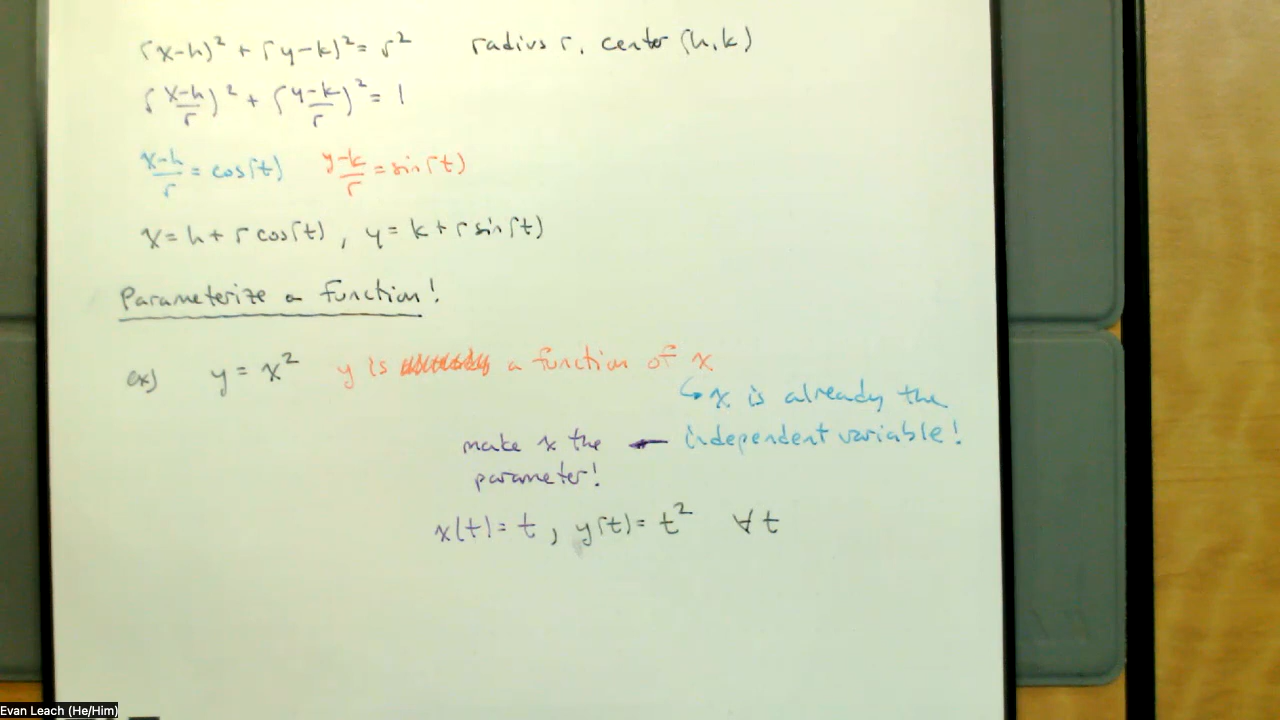 (x-h)² + (y-k)² = r² radius r, center (h,k)
(x-h/r)² + (y-k/r)² = 1
x-h/r = cos(t) y-k/r = sin(t)
x = h + r cos(t), y = k + r sin(t)
Parameterize a function!
ex) y = x² y is a function of x
↳ x is already the
make x the ← independent variable!
parameter!
x(t) = t, y(t) = t² ∀ t
Evan Leach (He/Him)